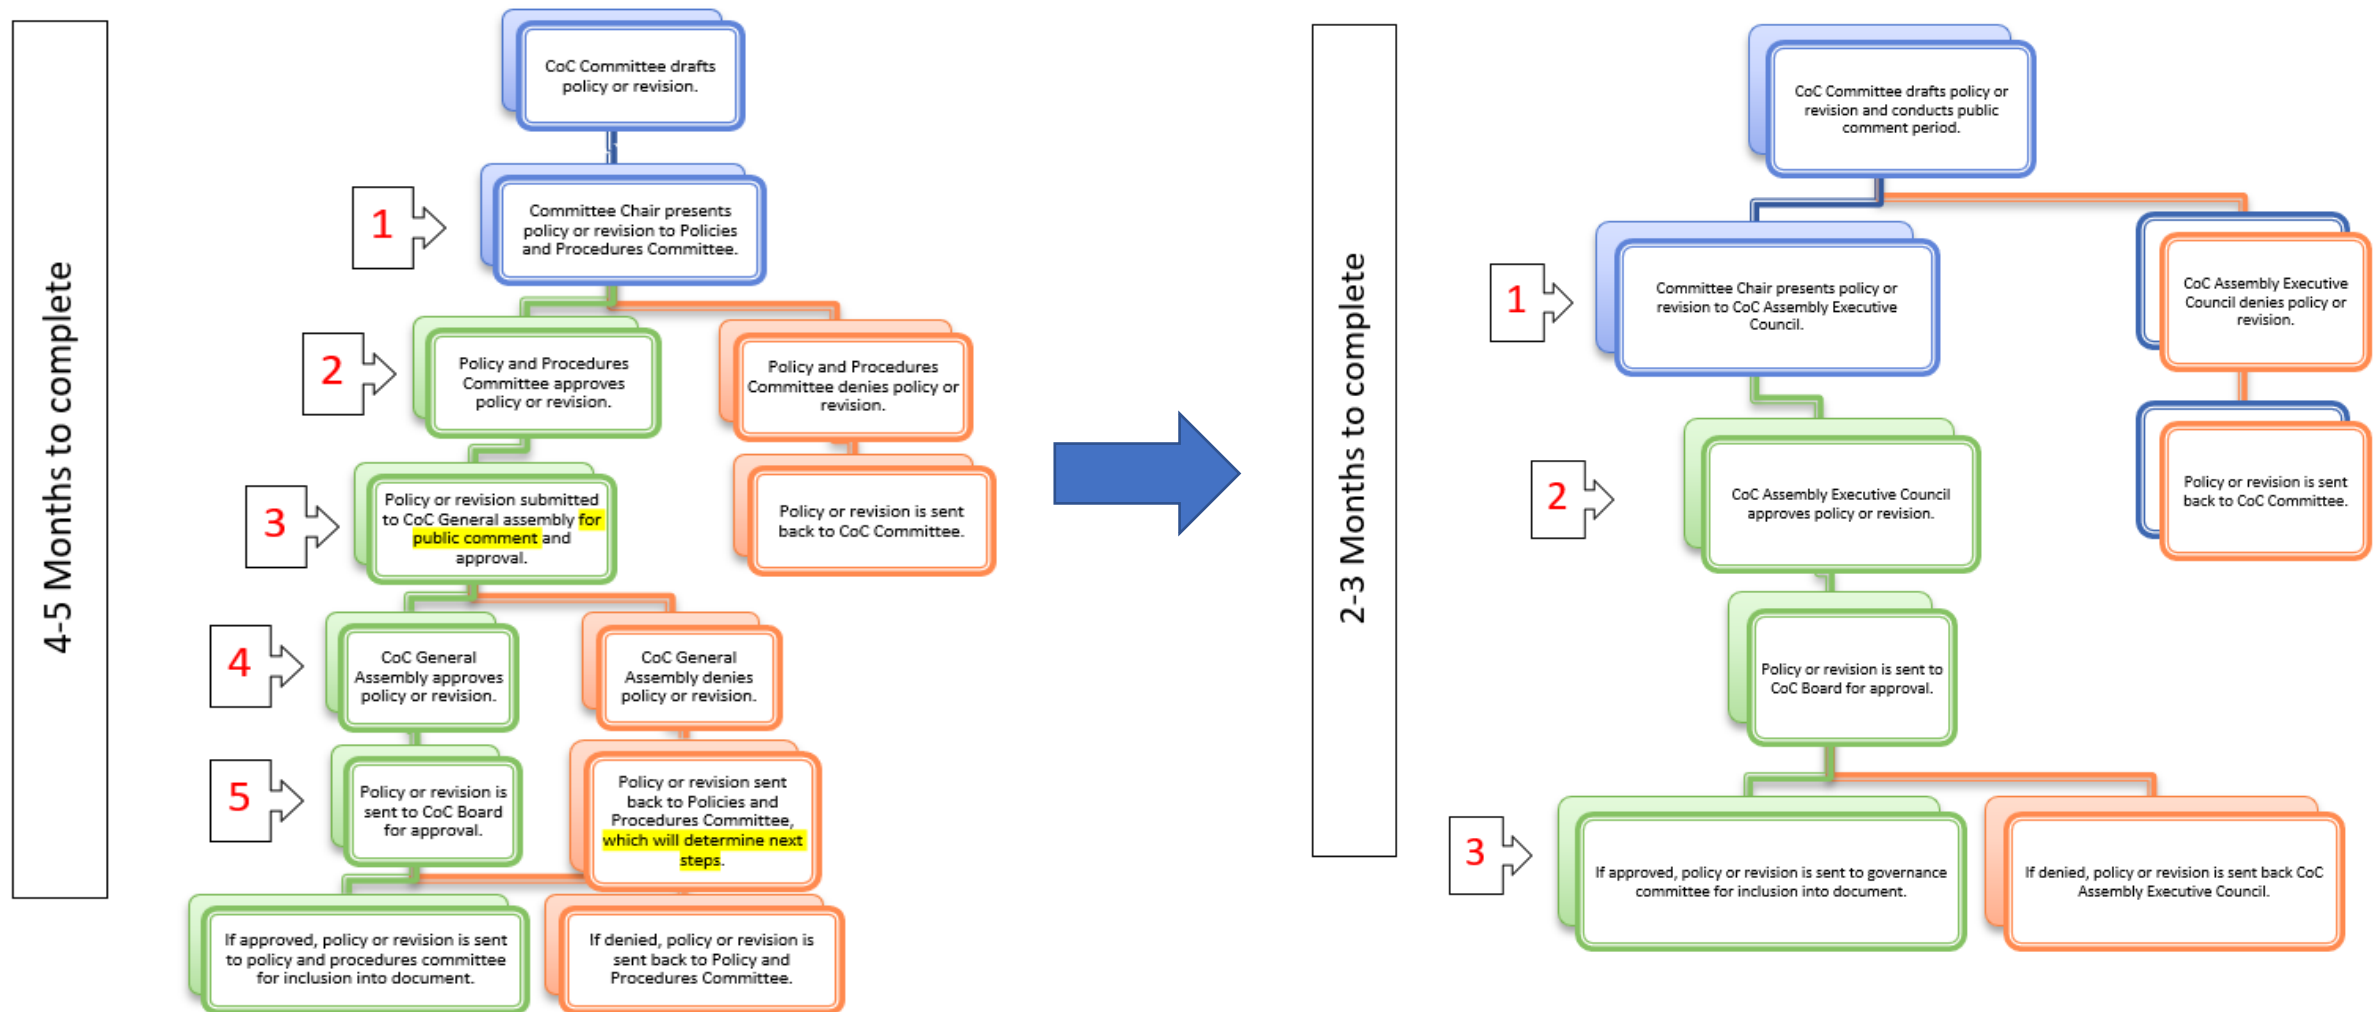 4-5 Months to complete
CoC Committee drafts
policy or revision.
1
Committee Chair presents
policy or revision to Policies
and Procedures Committee.
2
Policy and Procedures
Committee approves
policy or revision.
Policy and Procedures
Committee denies policy or
revision.
3
Policy or revision submitted
to CoC General assembly for
public comment and
approval.
Policy or revision is sent
back to CoC Committee.
4
CoC General
Assembly approves
policy or revision.
CoC General
Assembly denies
policy or revision.
5
Policy or revision is
sent to CoC Board
for approval.
Policy or revision sent
back to Policies and
Procedures Committee,
which will determine next
steps.
If approved, policy or revision is sent
to policy and procedures committee
for inclusion into document.
If denied, policy or revision is
sent back to Policy and
Procedures Committee.
2-3 Months to complete
CoC Committee drafts policy or
revision and conducts public
comment period.
1
Committee Chair presents policy or
revision to CoC Assembly Executive
Council.
CoC Assembly Executive
Council denies policy or
revision.
2
CoC Assembly Executive Council
approves policy or revision.
Policy or revision is sent
back to CoC Committee.
Policy or revision is sent to
CoC Board for approval.
3
If approved, policy or revision is sent to governance
committee for inclusion into document.
If denied, policy or revision is sent back CoC
Assembly Executive Council.